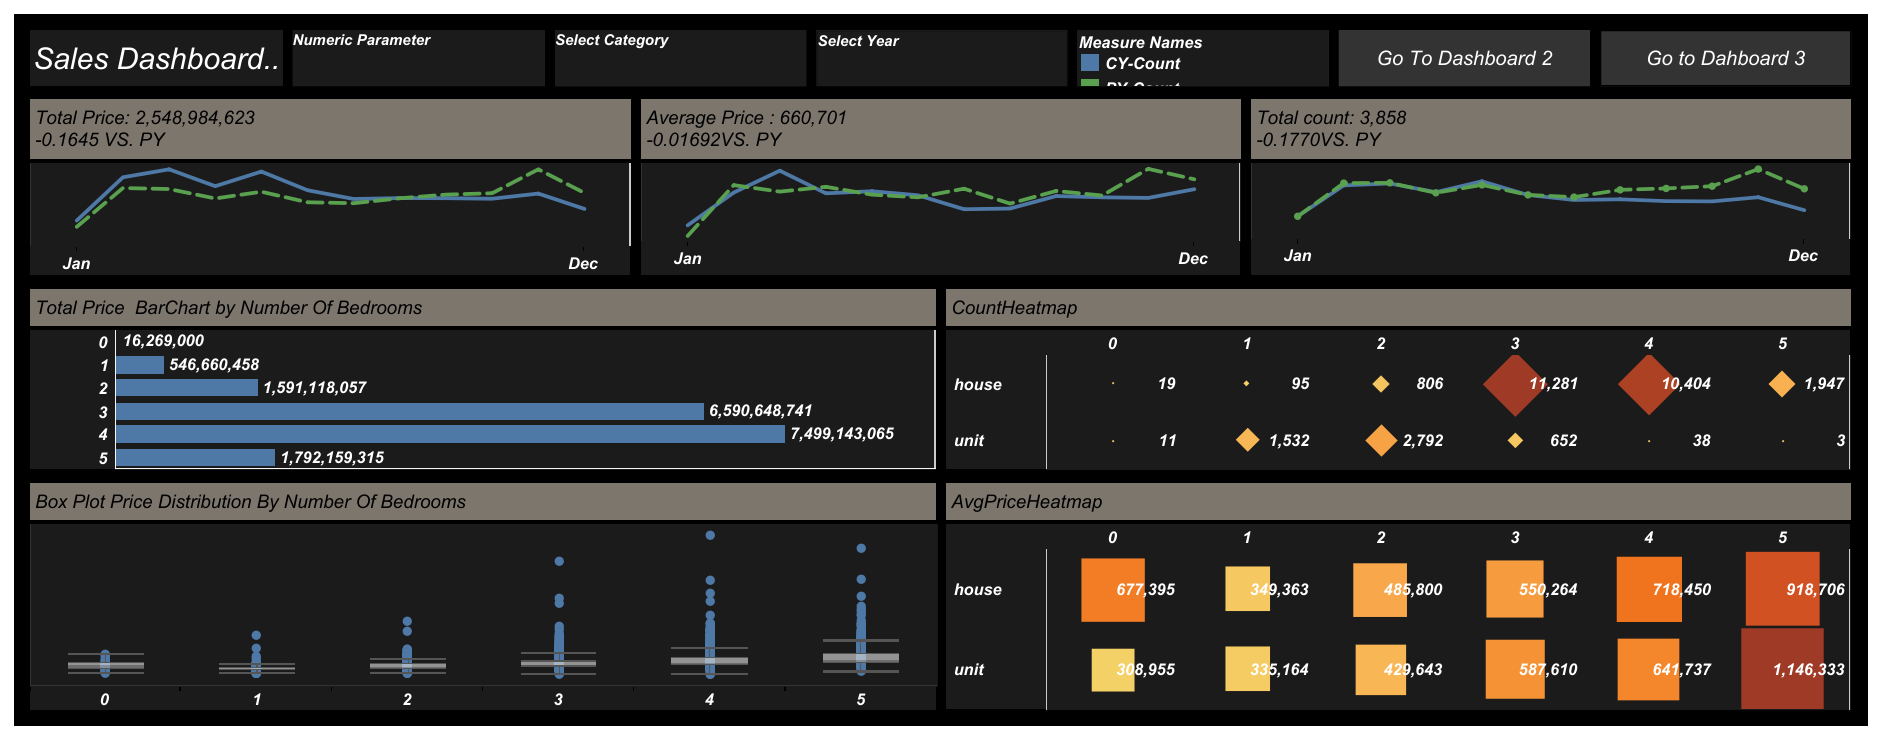 Sales Dashboard..
Numeric Parameter
Select Category
Select Year
Measure Names
CY-Count
PY-Count
Go To Dashboard 2
Go to Dahboard 3
Total Price: 2,548,984,623
-0.1645 VS. PY
Average Price : 660,701
-0.01692VS. PY
Total count: 3,858
-0.1770VS. PY
Jan Dec
Jan Dec
Jan Dec
Total Price  BarChart by Number Of Bedrooms
0 16,269,000
1 546,660,458
2 1,591,118,057
3 6,590,648,741
4 7,499,143,065
5 1,792,159,315
CountHeatmap
0 1 2 3 4 5
house 19 95 806 11,281 10,404 1,947
unit 11 1,532 2,792 652 38 3
Box Plot Price Distribution By Number Of Bedrooms
0 1 2 3 4 5
AvgPriceHeatmap
0 1 2 3 4 5
house 677,395 349,363 485,800 550,264 718,450 918,706
unit 308,955 335,164 429,643 587,610 641,737 1,146,333